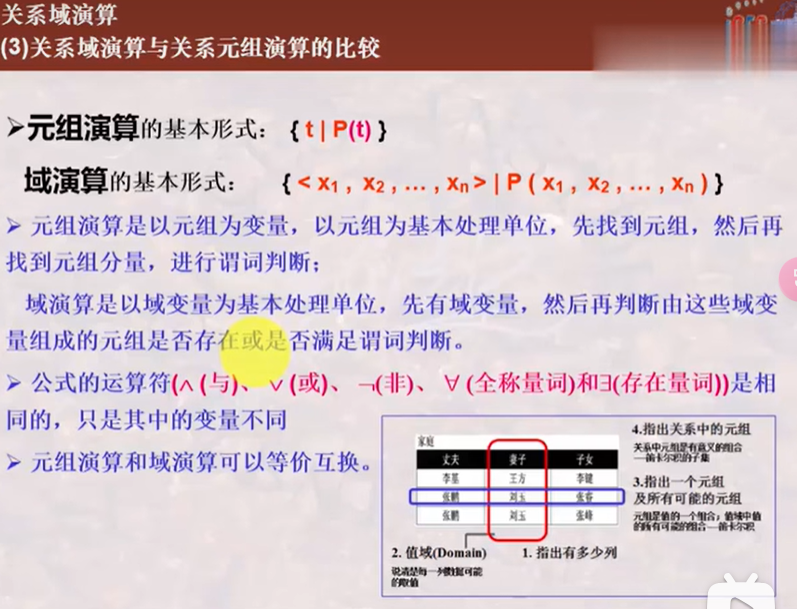 关系域演算
(3)关系域演算与关系元组演算的比较
➢元组演算的基本形式： { t | P(t) }
域演算的基本形式： { < x1 , x2 , … , xn > | P ( x1 , x2 , … , xn ) }
➢ 元组演算是以元组为变量，以元组为基本处理单位，先找到元组，然后再
找到元组分量，进行谓词判断；
域演算是以域变量为基本处理单位，先有域变量，然后再判断由这些域变
量组成的元组是否存在或是否满足谓词判断。
➢ 公式的运算符(∧ (与)、 ∨ (或)、 ¬(非)、 ∀ (全称量词)和∃(存在量词))是相
同的，只是其中的变量不同
➢ 元组演算和域演算可以等价互换。
家庭
丈夫 妻子 子女
李基 王方 李键
张鹏 刘玉 张睿
张鹏 刘玉 张峰
4.指出关系中的元组
关系中元组是有意义的组合
—笛卡尔积的子集
3.指出一个元组
及所有可能的元组
元组是值的一个组合；值域中值
的所有可能的组合—笛卡尔积
2. 值域(Domain) 1. 指出有多少列
说清是每一列数据可能
的取值